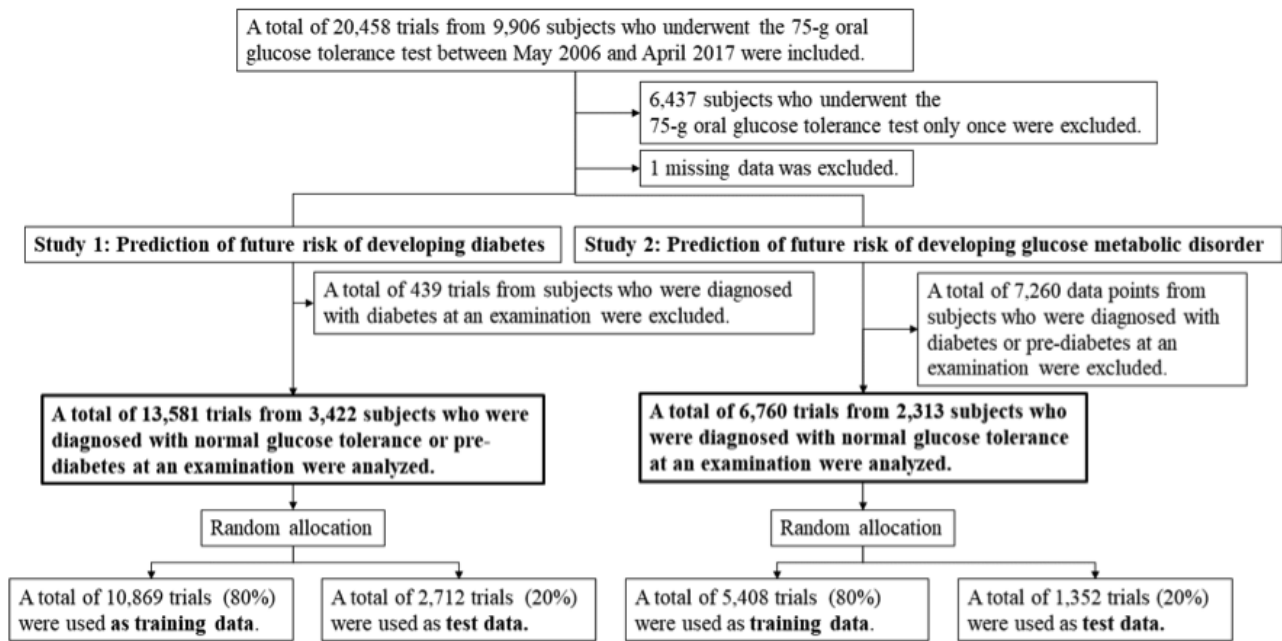 A total of 20,458 trials from 9,906 subjects who underwent the 75-g oral
glucose tolerance test between May 2006 and April 2017 were included.
6,437 subjects who underwent the
75-g oral glucose tolerance test only once were excluded.
1 missing data was excluded.
Study 1: Prediction of future risk of developing diabetes
Study 2: Prediction of future risk of developing glucose metabolic disorder
A total of 439 trials from subjects who were diagnosed
with diabetes at an examination were excluded.
A total of 7,260 data points from
subjects who were diagnosed with
diabetes or pre-diabetes at an
examination were excluded.
A total of 13,581 trials from 3,422 subjects who were
diagnosed with normal glucose tolerance or pre-
diabetes at an examination were analyzed.
A total of 6,760 trials from 2,313 subjects who
were diagnosed with normal glucose tolerance
at an examination were analyzed.
Random allocation
Random allocation
A total of 10,869 trials (80%)
were used as training data.
A total of 2,712 trials (20%)
were used as test data.
A total of 5,408 trials (80%)
were used as training data.
A total of 1,352 trials (20%)
were used as test data.